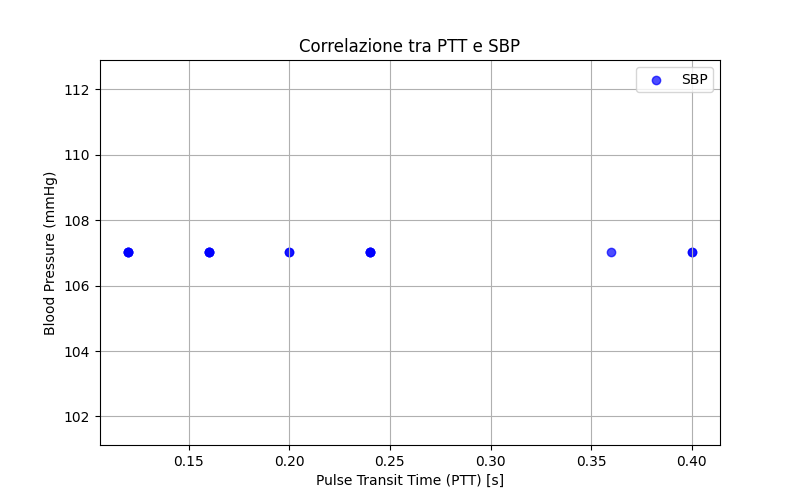 Correlazione tra PTT e SBP
SBP
Blood Pressure (mmHg)
112
110
108
106
104
102
0.15 0.20 0.25 0.30 0.35 0.40
Pulse Transit Time (PTT) [s]